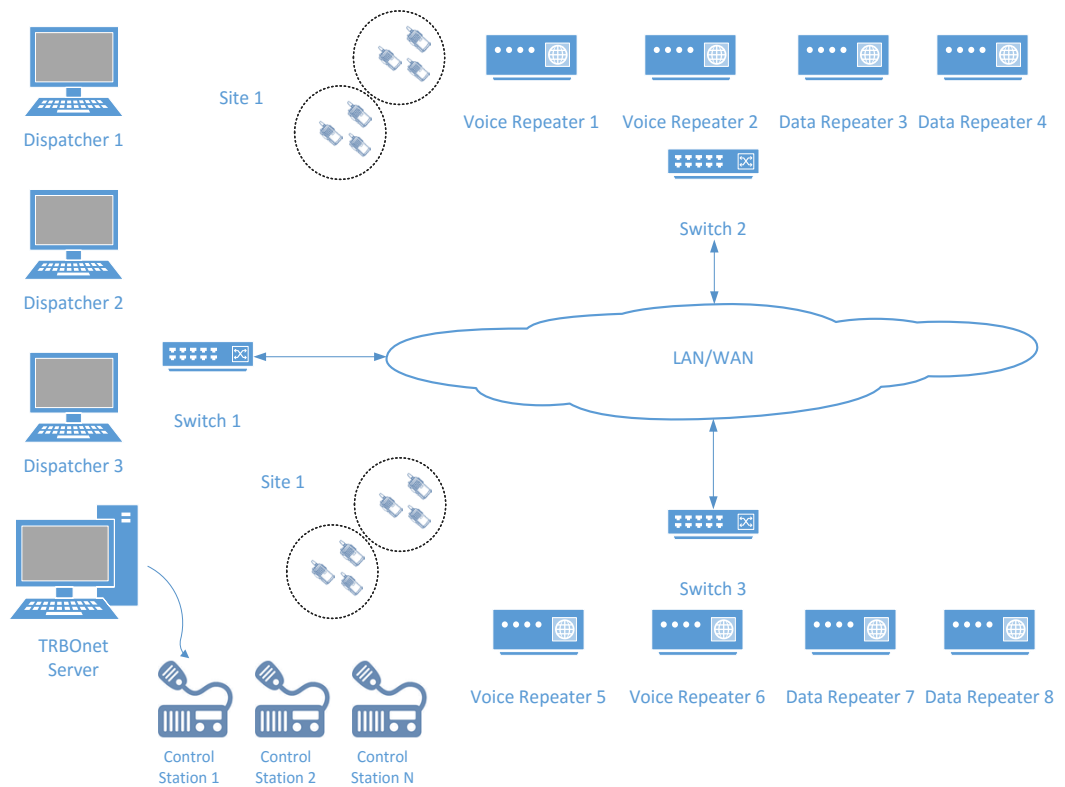 Dispatcher 1
Site 1
Voice Repeater 1
Voice Repeater 2
Data Repeater 3
Data Repeater 4
Switch 2
Dispatcher 2
LAN/WAN
Switch 1
Dispatcher 3
Site 1
Switch 3
TRBOnet
Server
Voice Repeater 5
Voice Repeater 6
Data Repeater 7
Data Repeater 8
Control
Station 1
Control
Station 2
Control
Station N